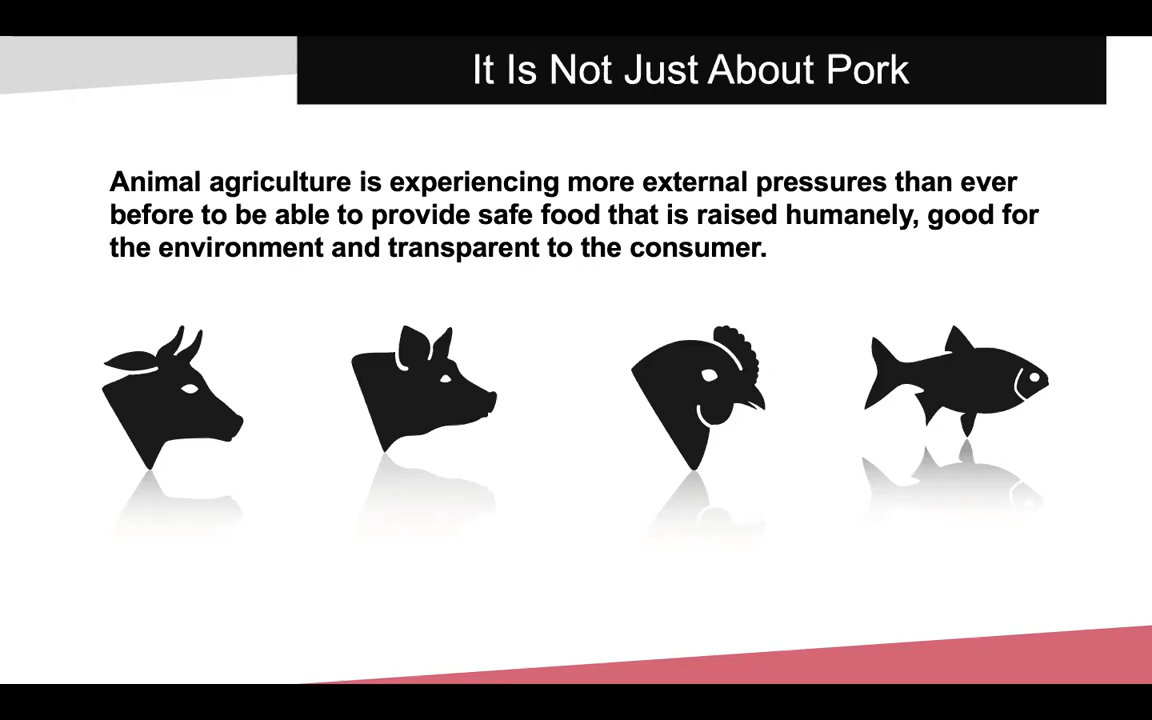 It Is Not Just About Pork
Animal agriculture is experiencing more external pressures than ever
before to be able to provide safe food that is raised humanely, good for
the environment and transparent to the consumer.